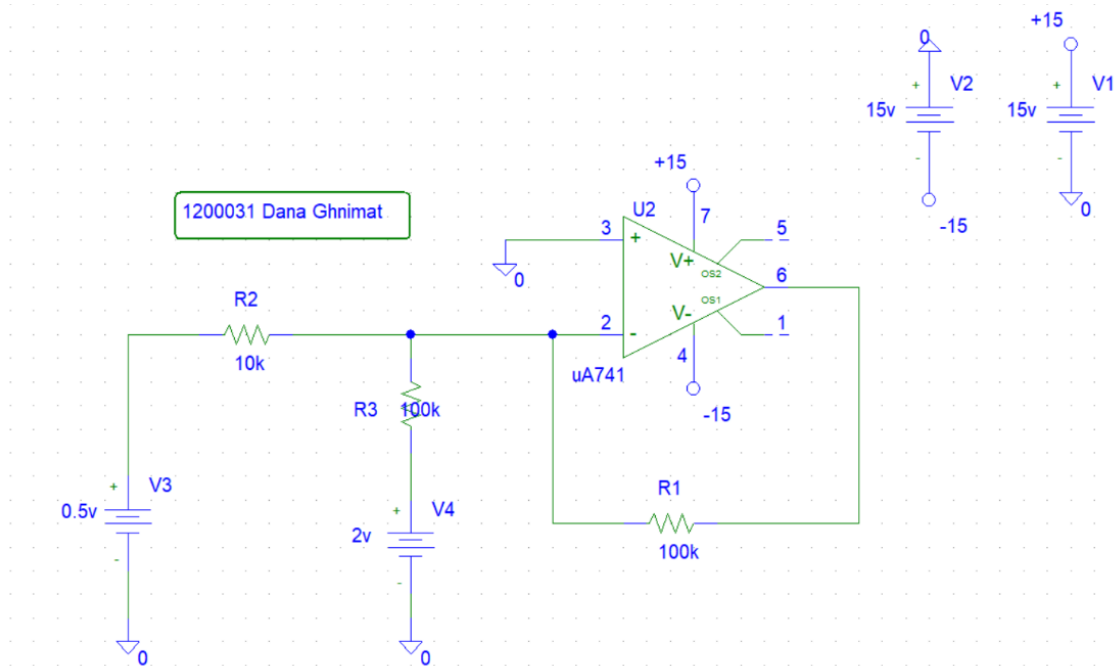 +15
0
+
V2
+
V1
15v
15v
-
-
-15
0
+15
1200031 Dana Ghnimat
U2
7
5
3
+
V+
OS2
6
0
OS1
R2
V-
2
-
1
10k
4
uA741
-15
R3
100k
R1
+
V3
0.5v
+
V4
2v
100k
-
-
0
0